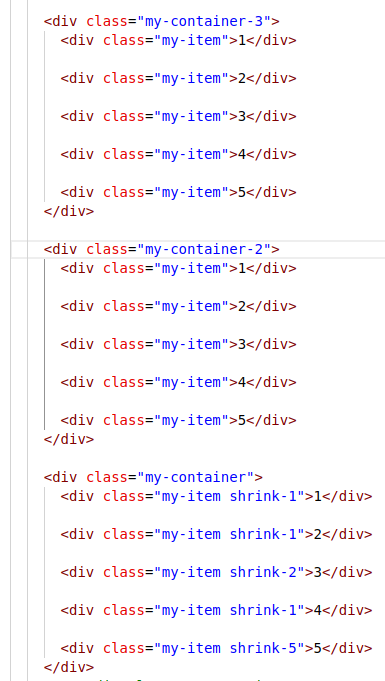 <div class="my-container-3">
<div class="my-item">1</div>
<div class="my-item">2</div>
<div class="my-item">3</div>
<div class="my-item">4</div>
<div class="my-item">5</div>
</div>
<div class="my-container-2">
<div class="my-item">1</div>
<div class="my-item">2</div>
<div class="my-item">3</div>
<div class="my-item">4</div>
<div class="my-item">5</div>
</div>
<div class="my-container">
<div class="my-item shrink-1">1</div>
<div class="my-item shrink-1">2</div>
<div class="my-item shrink-2">3</div>
<div class="my-item shrink-1">4</div>
<div class="my-item shrink-5">5</div>
</div>